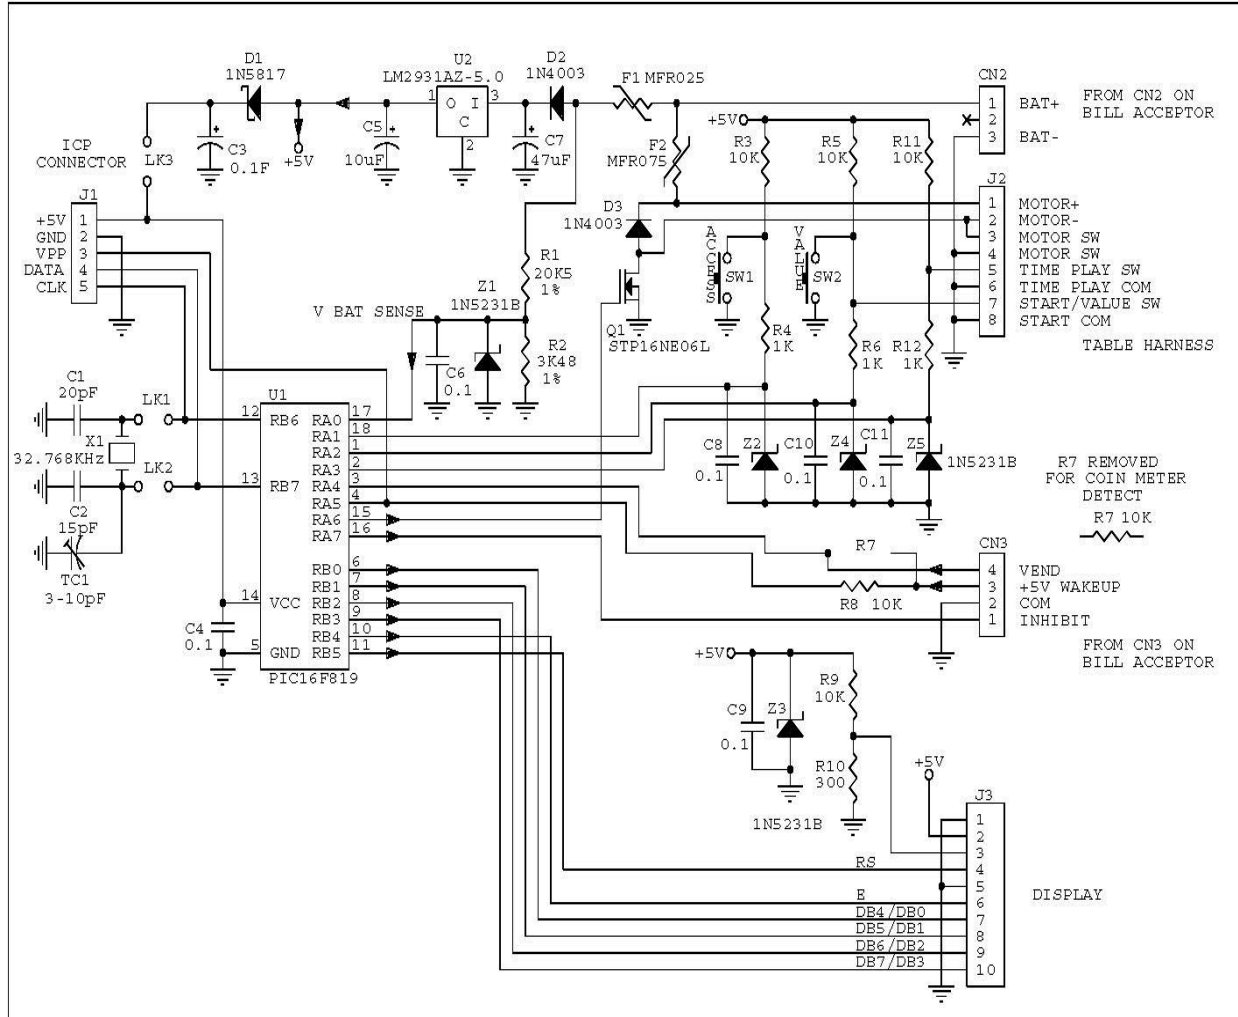 D1
1N5817
U2
LM2931AZ-5.0
D2
1N4003
F1 MFR025
CN2
1 O I 3
C
2
1 BAT+
2
3 BAT-
FROM CN2 ON
BILL ACCEPTOR
ICP
CONNECTOR
LK3
C3
0.1F
+5V
C5
10uF
C7
47uF
F2
MFR075
+5V
R3
10K
R5
10K
R11
10K
J2
1 MOTOR+
2 MOTOR-
3 MOTOR SW
4 MOTOR SW
5 TIME PLAY SW
6 TIME PLAY COM
7 START/VALUE SW
8 START COM
TABLE HARNESS
J1
+5V 1
GND 2
VPP 3
DATA 4
CLK 5
D3
1N4003
ACCESS
SW1
VALUE
SW2
R1
20K5
1%
Z1
1N5231B
V BAT SENSE
Q1
STP16NE06L
R4
1K
R6
1K
R12
1K
C6
0.1
R2
3K48
1%
C1
20pF
LK1
X1
32.768KHz
LK2
C2
15pF
TC1
3-10pF
U1
12 RB6 RA0 17
RA1 18
RA2 1
RA3 2
13 RB7 RA4 3
RA5 4
RA6 15
RA7 16
RB0 6
RB1 7
14 VCC RB2 8
RB3 9
RB4 10
5 GND RB5 11
PIC16F819
C4
0.1
C8
0.1
Z2
C10
0.1
Z4
C11
0.1
Z5
1N5231B
R7 REMOVED
FOR COIN METER
DETECT
R7 10K
R7
R8 10K
CN3
4 VEND
3 +5V WAKEUP
2 COM
1 INHIBIT
FROM CN3 ON
BILL ACCEPTOR
+5V
C9
0.1
Z3
R9
10K
R10
300
1N5231B
+5V
J3
1
2
3
RS 4
5
E 6
DB4/DB0 7
DB5/DB1 8
DB6/DB2 9
DB7/DB3 10
DISPLAY